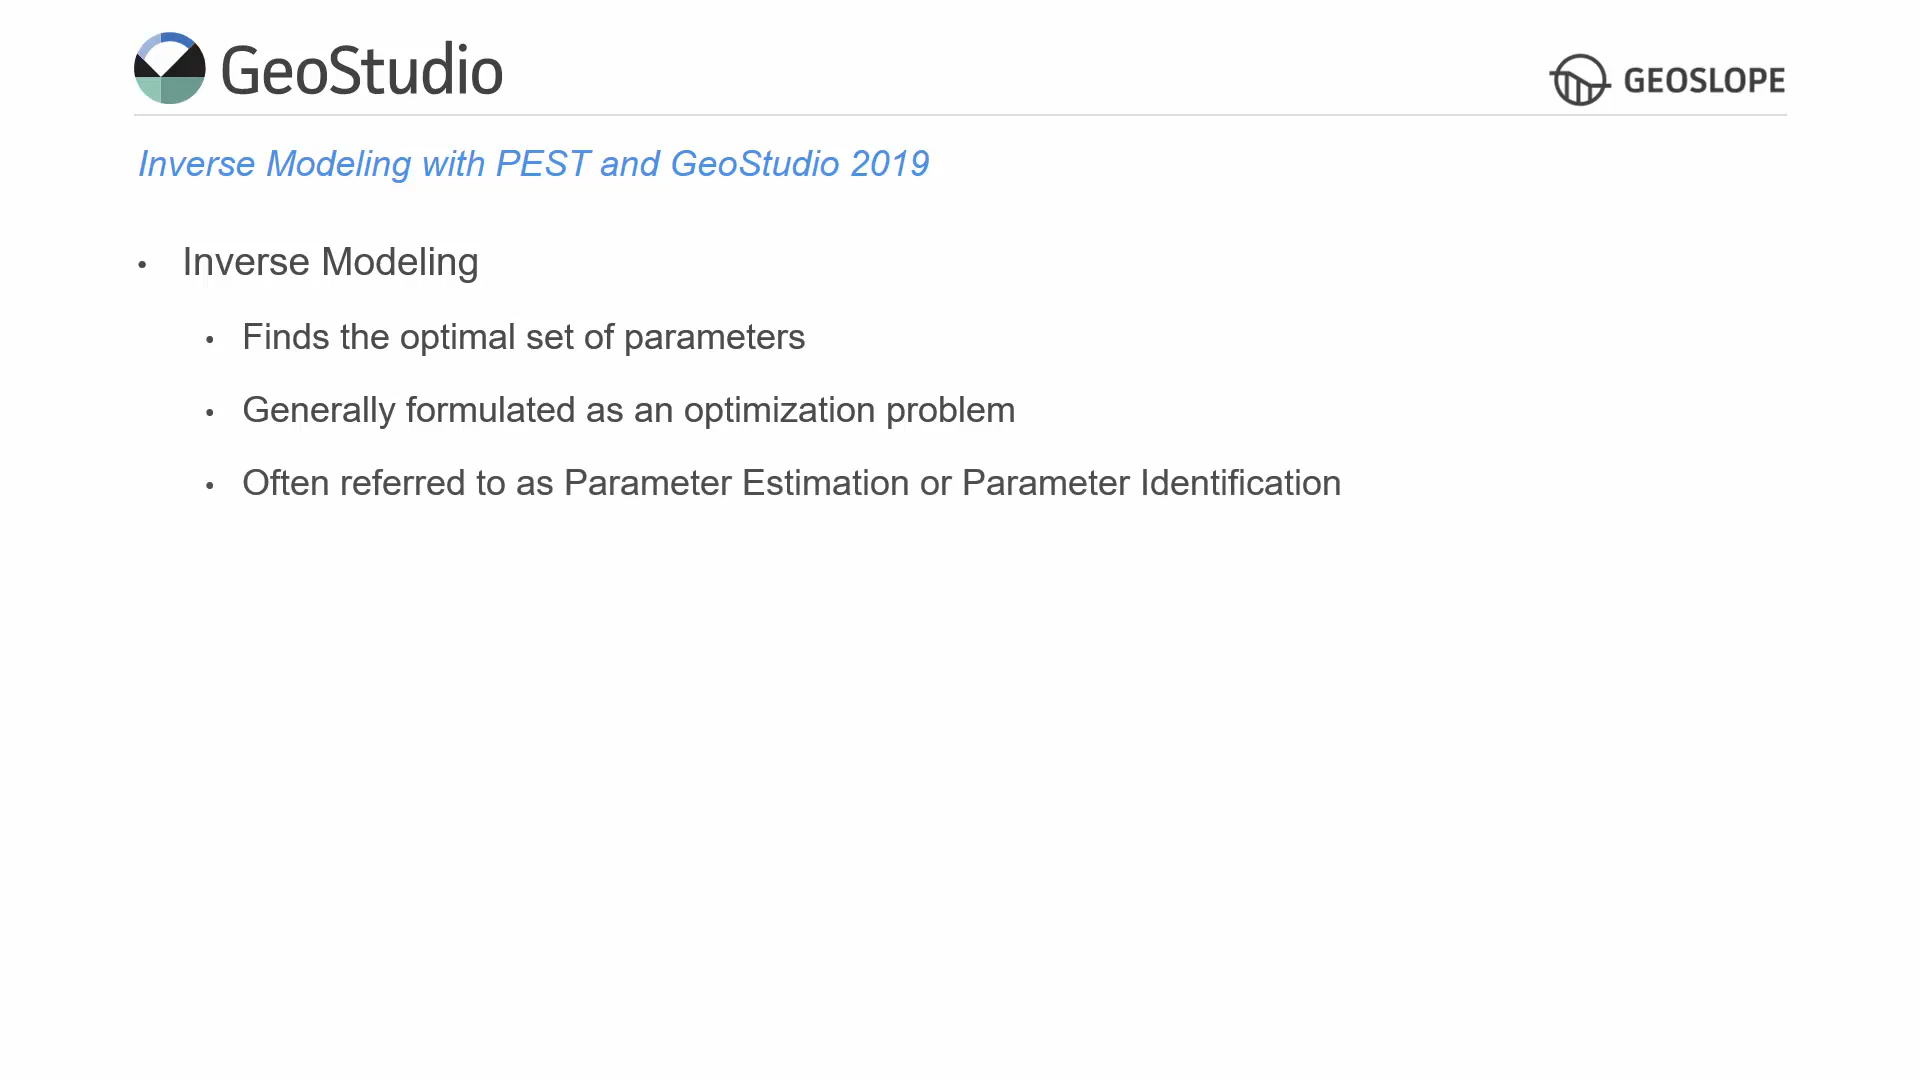 GeoStudio
GEOSLOPE
Inverse Modeling with PEST and GeoStudio 2019
• Inverse Modeling
• Finds the optimal set of parameters
• Generally formulated as an optimization problem
• Often referred to as Parameter Estimation or Parameter Identification